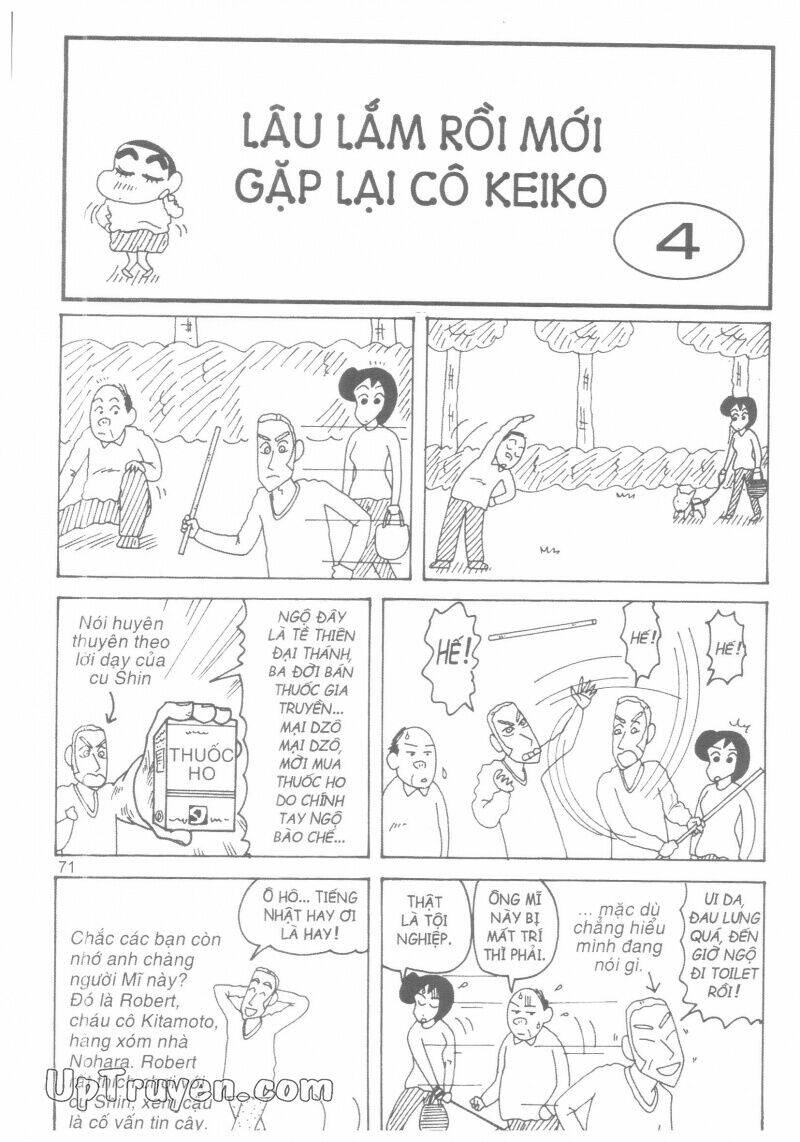 LÂU LẮM RỒI MỚI
GẶP LẠI CÔ KEIKO
4
Nói huyên
thuyên theo
lời dạy của
cu Shin
THUỐC
HO
NGỘ ĐÂY
LÀ TỀ THIÊN
ĐẠI THÁNH,
BA ĐỜI BÁN
THUỐC GIA
TRUYỀN...
MẠI DZÔ
MẠI DZÔ,
MỜI MUA
THUỐC HO
DO CHÍNH
TAY NGỘ
BÀO CHẾ...
HẾ!
HẾ!
HẾ!
71
Ô HÔ... TIẾNG
NHẬT HAY ƠI
LÀ HAY!
Chắc các bạn còn
nhớ anh chàng
người Mĩ này?
Đó là Robert,
cháu cô Kitamoto,
hàng xóm nhà
Nohara. Robert
cu Shin, xem cậu
là cố vấn tin cậy.
UpTruyen.com
THẬT
LÀ TỘI
NGHIỆP.
ÔNG MĨ
NÀY BỊ
MẤT TRÍ
THÌ PHẢI.
... mặc dù
chẳng hiểu
mình đang
nói gì.
UI DA,
ĐAU LƯNG
QUÁ, ĐẾN
GIỜ NGỘ
ĐI TOILET
RỒI!